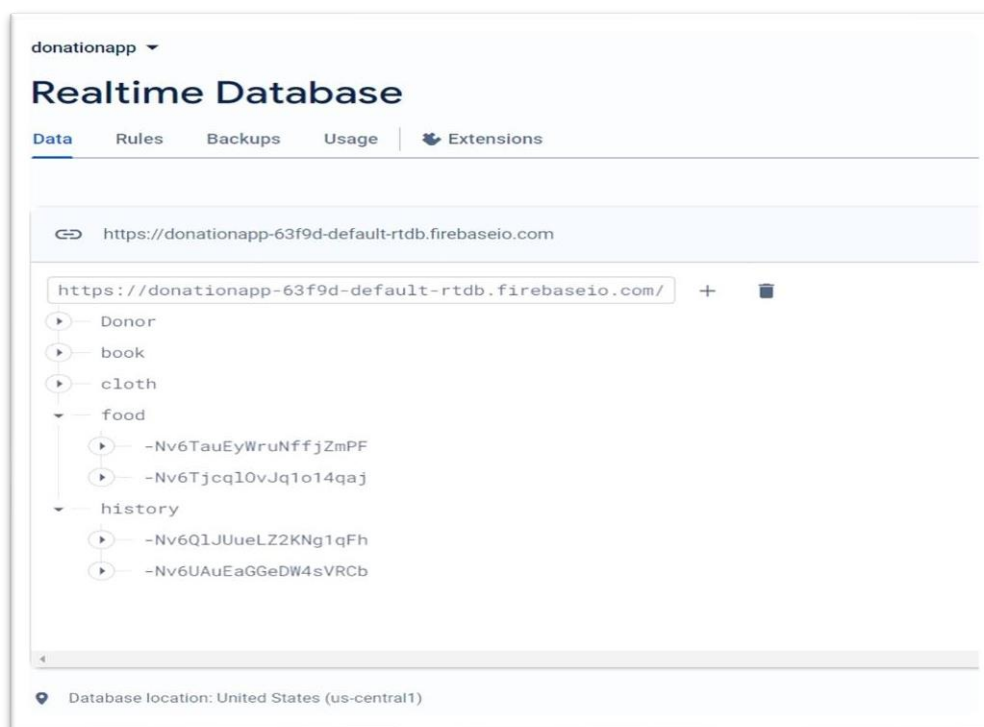 donationapp
Realtime Database
Data Rules Backups Usage Extensions
https://donationapp-63f9d-default-rtdb.firebaseio.com
https://donationapp-63f9d-default-rtdb.firebaseio.com/
Donor
book
cloth
food
-Nv6TauEyWruNffjZmPF
-Nv6TjcqlOvJq1o14qaj
history
-Nv6QlJUueLZ2KNg1qFh
-Nv6UAuEaGGeDW4sVRCb
Database location: United States (us-central1)